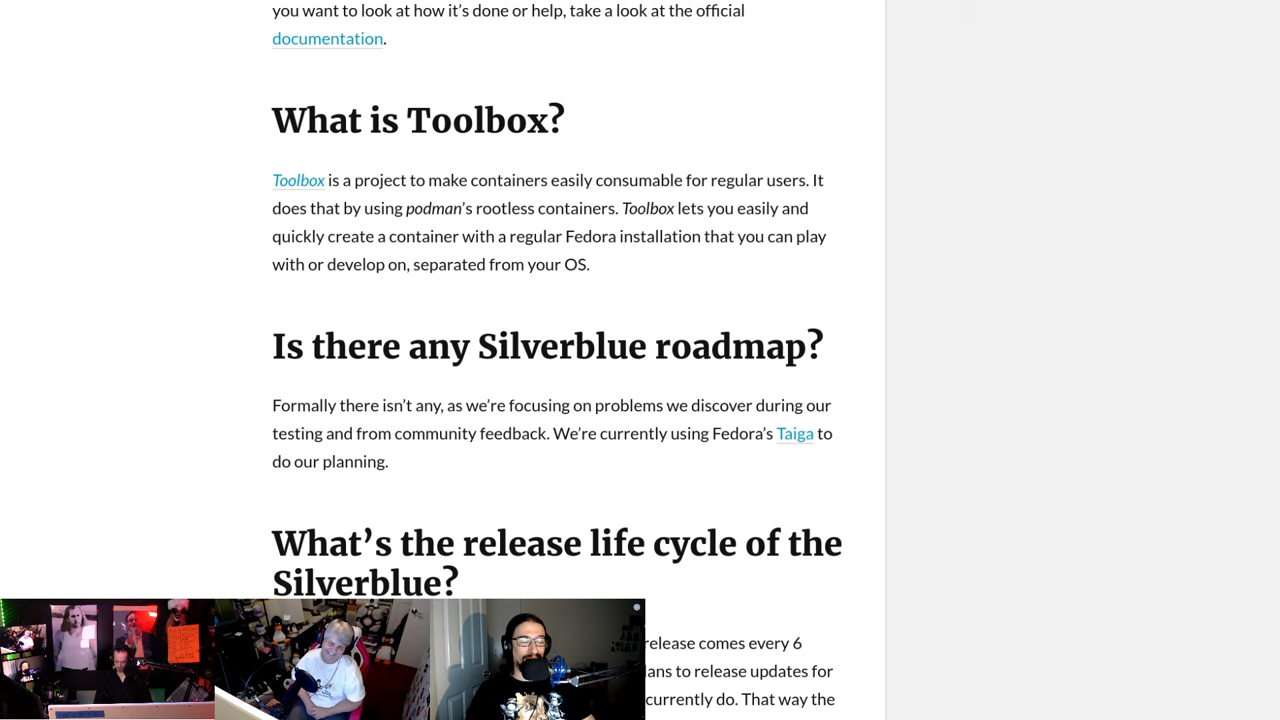 you want to look at how it’s done or help, take a look at the official
documentation.
What is Toolbox?
Toolbox is a project to make containers easily consumable for regular users. It
does that by using podman’s rootless containers. Toolbox lets you easily and
quickly create a container with a regular Fedora installation that you can play
with or develop on, separated from your OS.
Is there any Silverblue roadmap?
Formally there isn’t any, as we’re focusing on problems we discover during our
testing and from community feedback. We’re currently using Fedora’s Taiga to
do our planning.
What’s the release life cycle of the
Silverblue?
release comes every 6
to release updates for
currently do. That way the